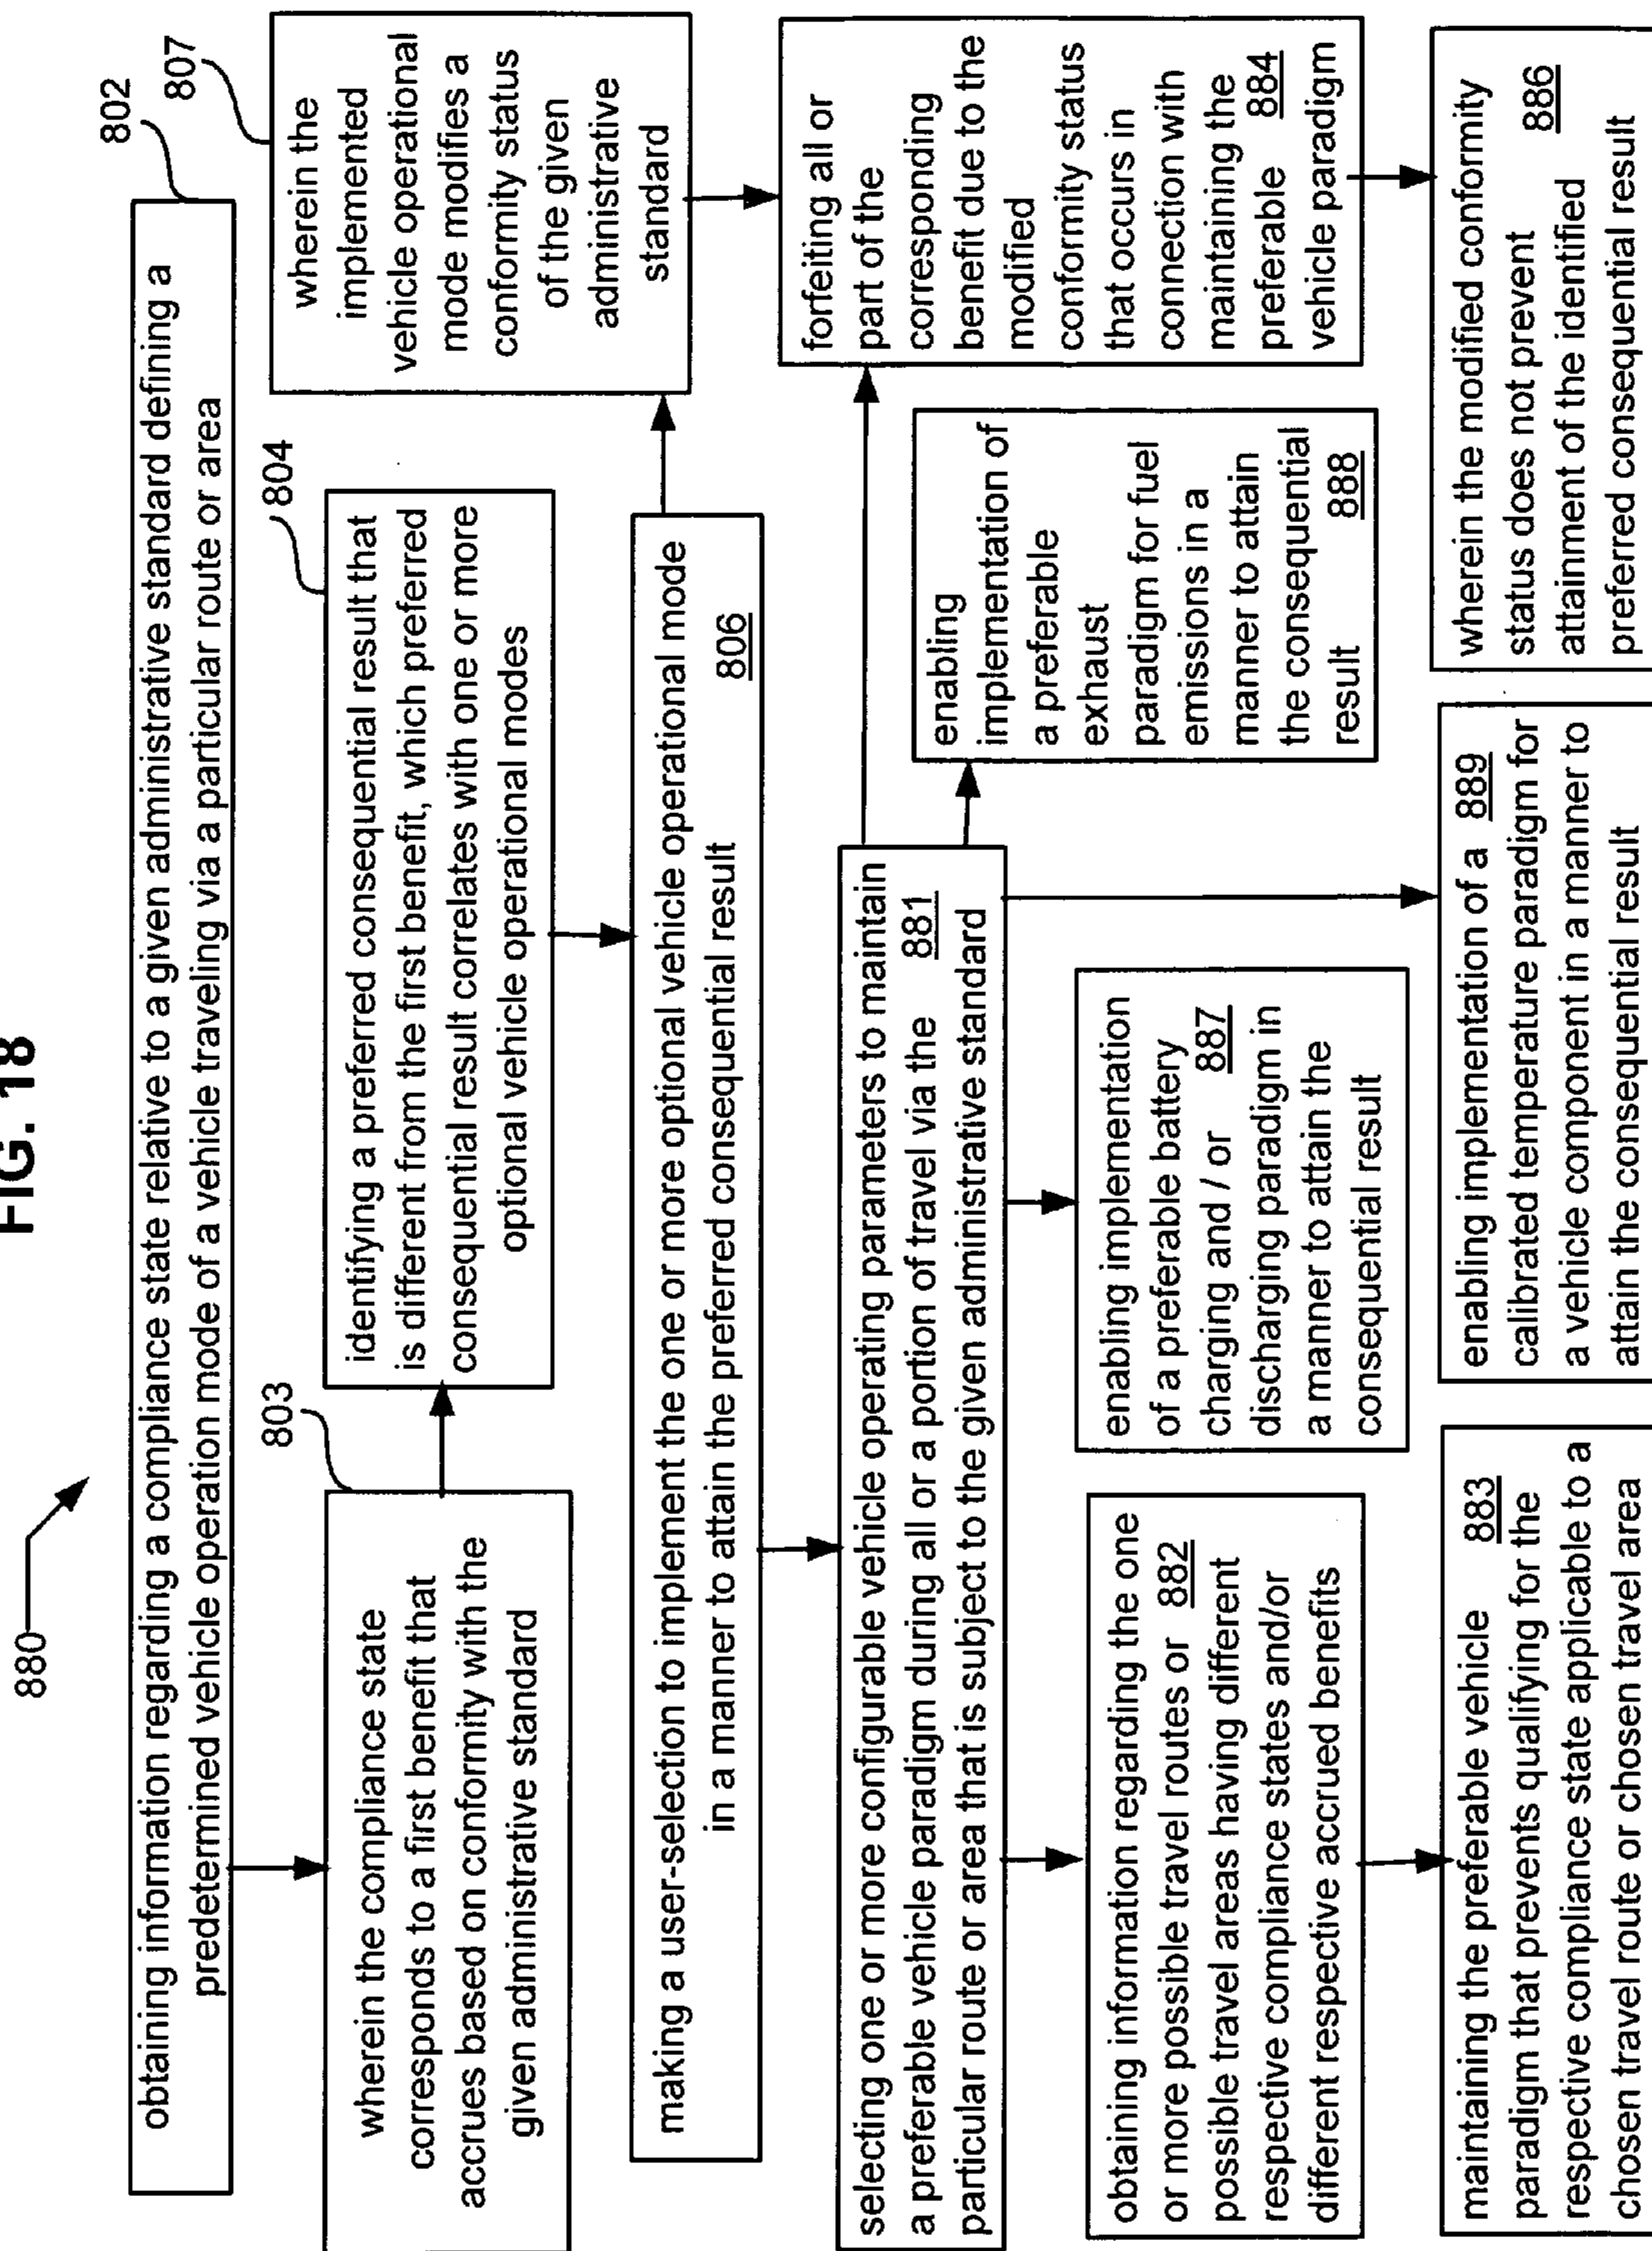 FIG. 18
880
802
obtaining information regarding a compliance state relative to a given administrative standard defining a
predetermined vehicle operation mode of a vehicle traveling via a particular route or area
803
wherein the compliance state
corresponds to a first benefit that
accrues based on conformity with the
given administrative standard
804
identifying a preferred consequential result that
is different from the first benefit, which preferred
consequential result correlates with one or more
optional vehicle operational modes
807
wherein the
implemented
vehicle operational
mode modifies a
conformity status
of the given
administrative
standard
making a user-selection to implement the one or more optional vehicle operational mode
in a manner to attain the preferred consequential result 806
selecting one or more configurable vehicle operating parameters to maintain
a preferable vehicle paradigm during all or a portion of travel via the 881
particular route or area that is subject to the given administrative standard
forfeiting all or
part of the
corresponding
benefit due to the
modified
conformity status
that occurs in
connection with
maintaining the
preferable 884
vehicle paradigm
enabling
implementation of
a preferable
exhaust
paradigm for fuel
emissions in a
manner to attain
the consequential
result 888
obtaining information regarding the one
or more possible travel routes or 882
possible travel areas having different
respective compliance states and/or
different respective accrued benefits
enabling implementation
of a preferable battery
charging and / or 887
discharging paradigm in
a manner to attain the
consequential result
maintaining the preferable vehicle 883
paradigm that prevents qualifying for the
respective compliance state applicable to a
chosen travel route or chosen travel area
enabling implementation of a 889
calibrated temperature paradigm for
a vehicle component in a manner to
attain the consequential result
wherein the modified conformity
status does not prevent 886
attainment of the identified
preferred consequential result